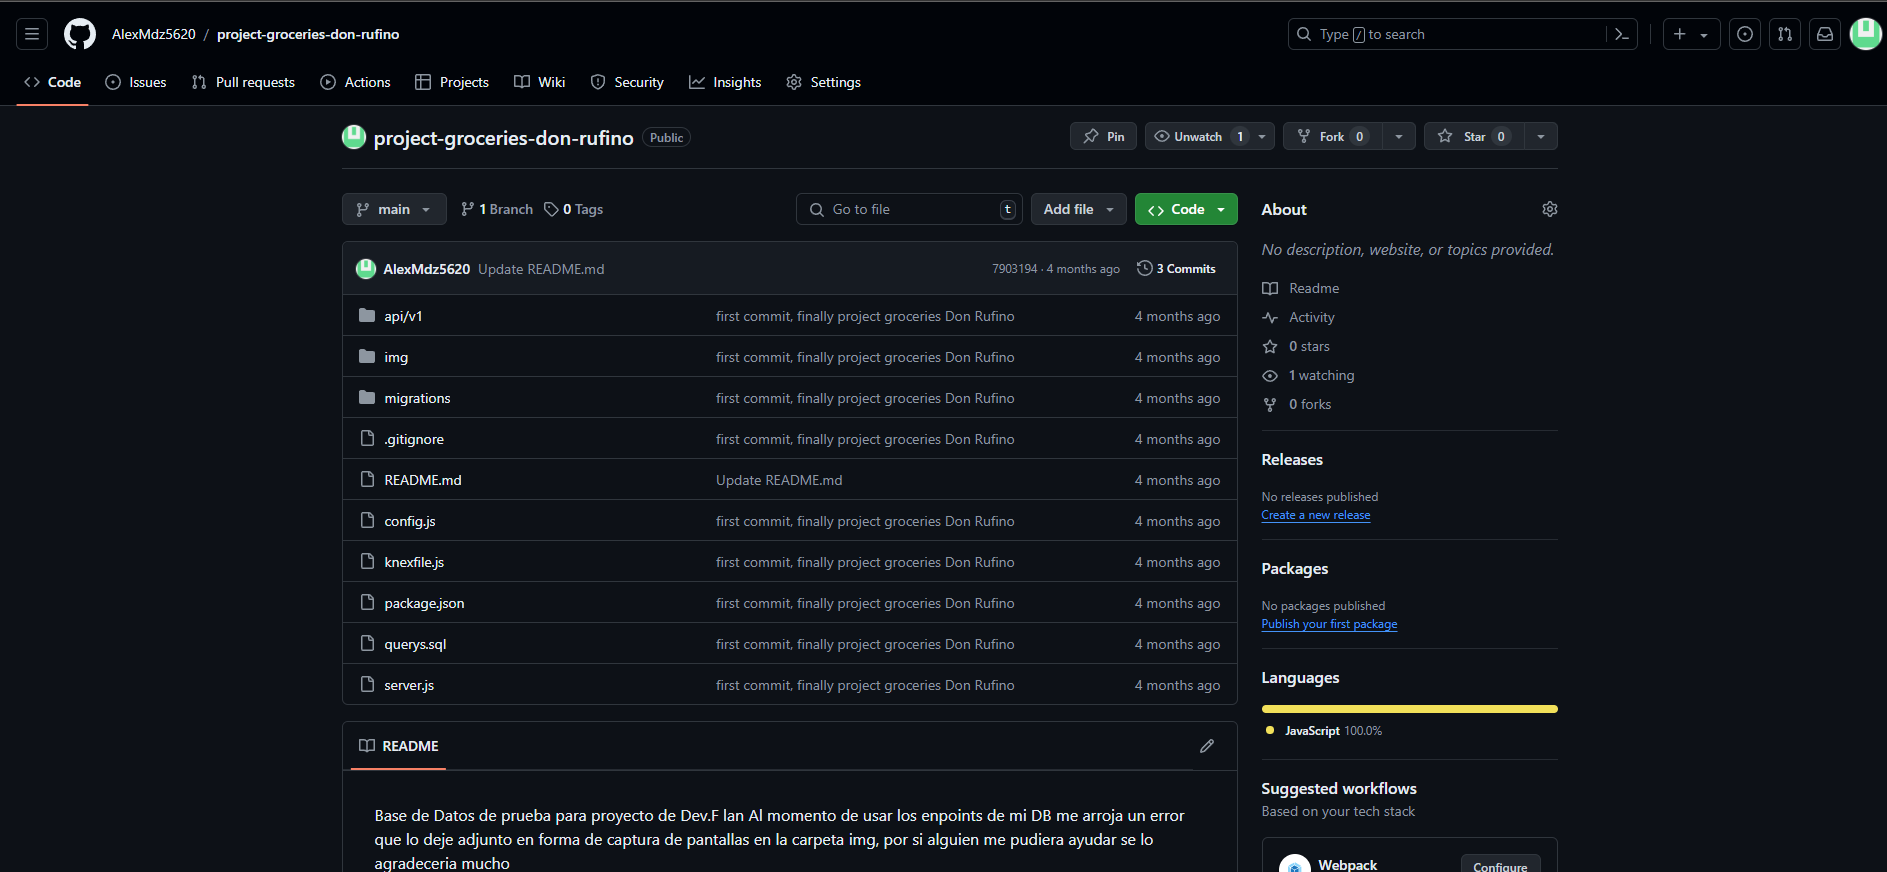 AlexMdz5620 / project-groceries-don-rufino
Type / to search
Code Issues Pull requests Actions Projects Wiki Security Insights Settings
project-groceries-don-rufino Public
Pin Unwatch 1 Fork 0 Star 0
main 1 Branch 0 Tags
Go to file t Add file Code
AlexMdz5620 Update README.md 7903194 · 4 months ago 3 Commits
api/v1 first commit, finally project groceries Don Rufino 4 months ago
img first commit, finally project groceries Don Rufino 4 months ago
migrations first commit, finally project groceries Don Rufino 4 months ago
.gitignore first commit, finally project groceries Don Rufino 4 months ago
README.md Update README.md 4 months ago
config.js first commit, finally project groceries Don Rufino 4 months ago
knexfile.js first commit, finally project groceries Don Rufino 4 months ago
package.json first commit, finally project groceries Don Rufino 4 months ago
querys.sql first commit, finally project groceries Don Rufino 4 months ago
server.js first commit, finally project groceries Don Rufino 4 months ago
README
Base de Datos de prueba para proyecto de Dev.F lan Al momento de usar los enpoints de mi DB me arroja un error
que lo deje adjunto en forma de captura de pantallas en la carpeta img, por si alguien me pudiera ayudar se lo
agradeceria mucho
About
No description, website, or topics provided.
Readme
Activity
0 stars
1 watching
0 forks
Releases
No releases published
Create a new release
Packages
No packages published
Publish your first package
Languages
JavaScript 100.0%
Suggested workflows
Based on your tech stack
Webpack Configure